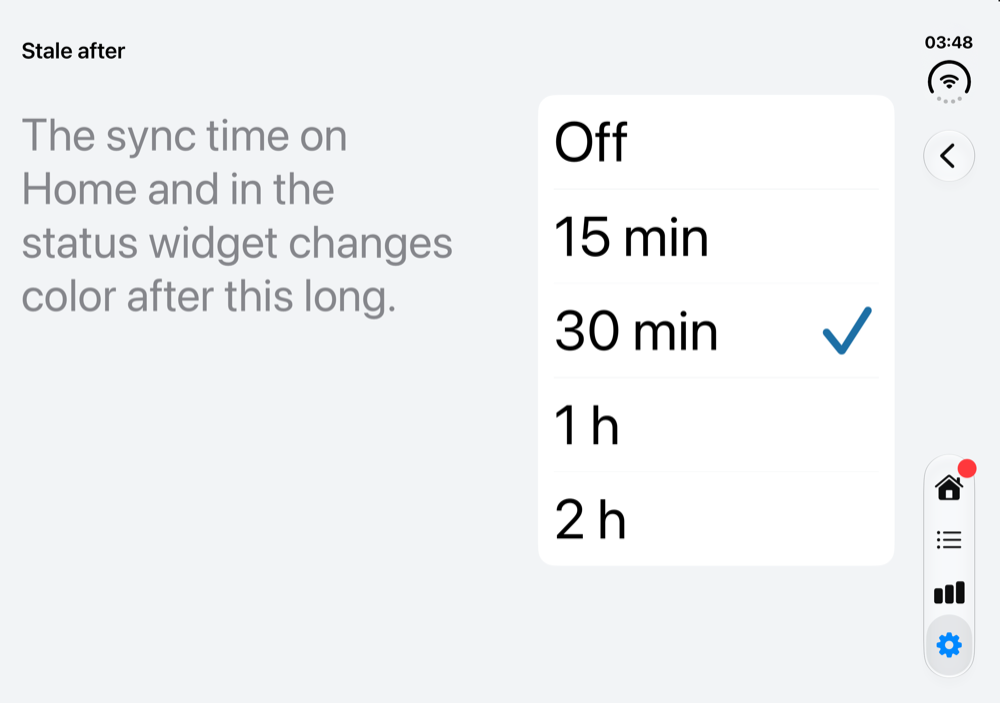 Stale after
03:48
The sync time on
Home and in the
status widget changes
color after this long.
Off
15 min
30 min
1 h
2 h